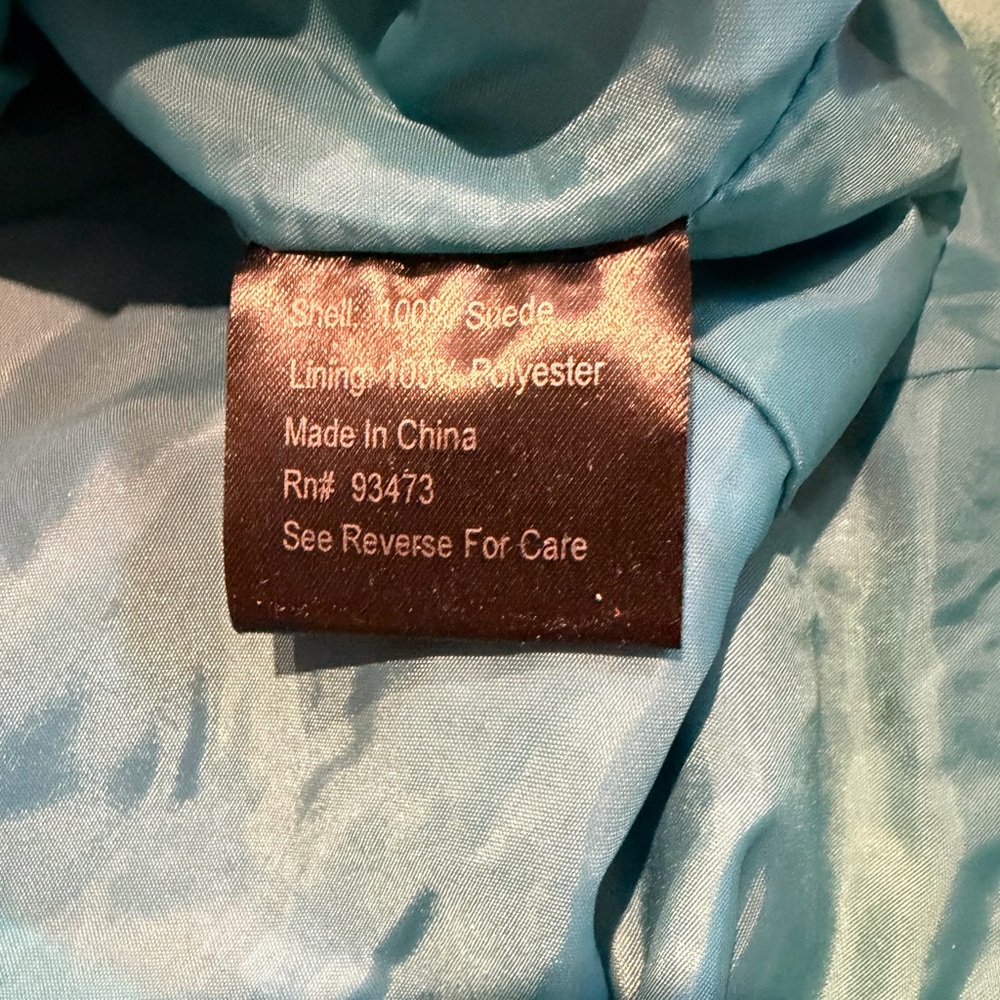 Shell: 100% Suede
Lining: 100% Polyester
Made In China
Rn# 93473
See Reverse For Care